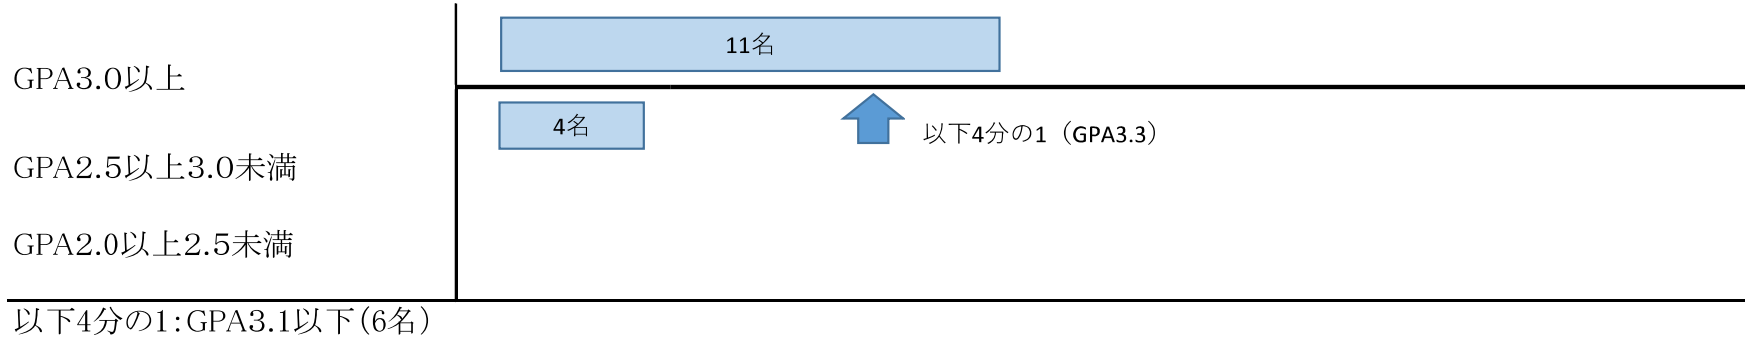 11名
GPA3.0以上
4名
以下4分の1（GPA3.3）
GPA2.5以上3.0未満
GPA2.0以上2.5未満
以下4分の1:GPA3.1以下(6名)